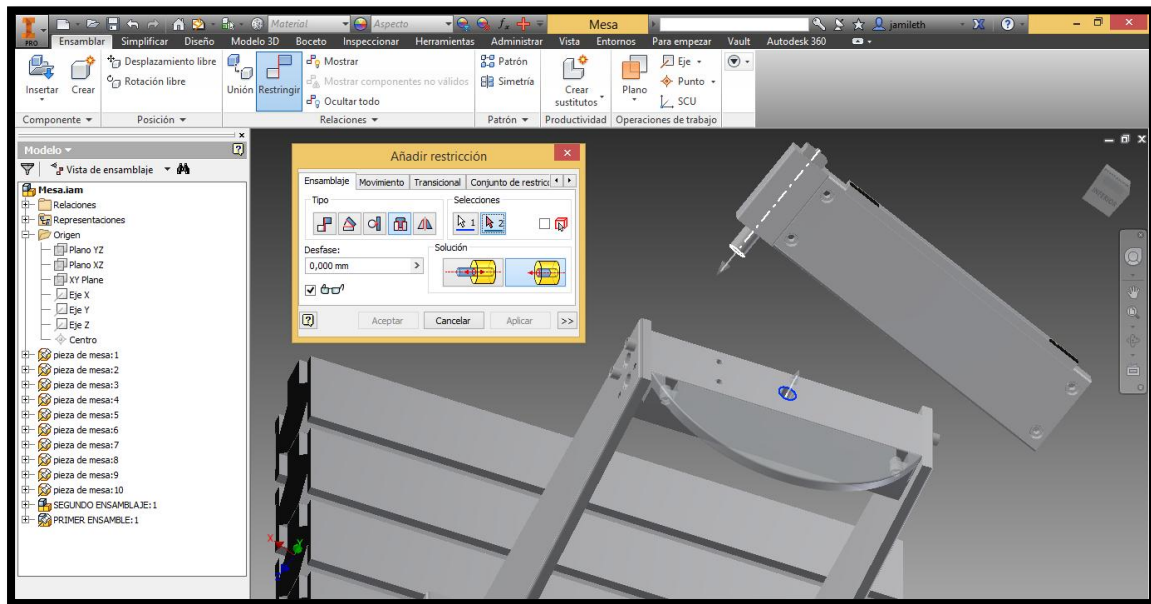 PRO
Material
Aspecto
Mesa
jamileth
Ensamblar Simplificar Diseño Modelo 3D Boceto Inspeccionar Herramientas Administrar Vista Entornos Para empezar Vault Autodesk 360
Insertar
Crear
Desplazamiento libre
Rotación libre
Unión
Restringir
Mostrar
Mostrar componentes no válidos
Ocultar todo
Patrón
Simetría
Crear
sustitutos
Plano
Eje
Punto
SCU
Componente
Posición
Relaciones
Patrón
Productividad
Operaciones de trabajo
Modelo
Vista de ensamblaje
Mesa.iam
Relaciones
Representaciones
Origen
Plano YZ
Plano XZ
XY Plane
Eje X
Eje Y
Eje Z
Centro
pieza de mesa:1
pieza de mesa:2
pieza de mesa:3
pieza de mesa:4
pieza de mesa:5
pieza de mesa:6
pieza de mesa:7
pieza de mesa:8
pieza de mesa:9
pieza de mesa:10
SEGUNDO ENSAMBLAJE:1
PRIMER ENSAMBLE:1
Añadir restricción
Ensamblaje Movimiento Transicional Conjunto de restric
Tipo
Selecciones
1 2
Desfase:
0,000 mm
Solución
Aceptar Cancelar Aplicar >>
X
Y